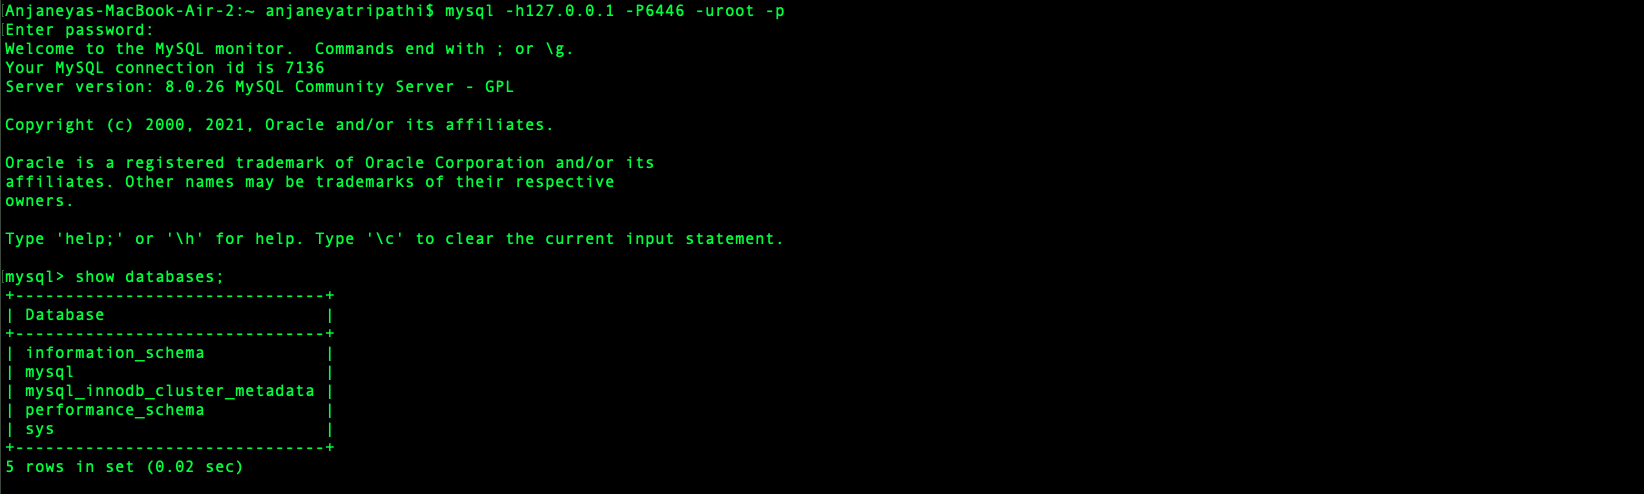 Anjaneyas-MacBook-Air-2:~ anjaneyatripathi$ mysql -h127.0.0.1 -P6446 -uroot -p
Enter password:
Welcome to the MySQL monitor.  Commands end with ; or \g.
Your MySQL connection id is 7136
Server version: 8.0.26 MySQL Community Server - GPL

Copyright (c) 2000, 2021, Oracle and/or its affiliates.

Oracle is a registered trademark of Oracle Corporation and/or its
affiliates. Other names may be trademarks of their respective
owners.

Type 'help;' or '\h' for help. Type '\c' to clear the current input statement.

mysql> show databases;
+-------------------------------+
| Database                      |
+-------------------------------+
| information_schema            |
| mysql                         |
| mysql_innodb_cluster_metadata |
| performance_schema            |
| sys                           |
+-------------------------------+
5 rows in set (0.02 sec)